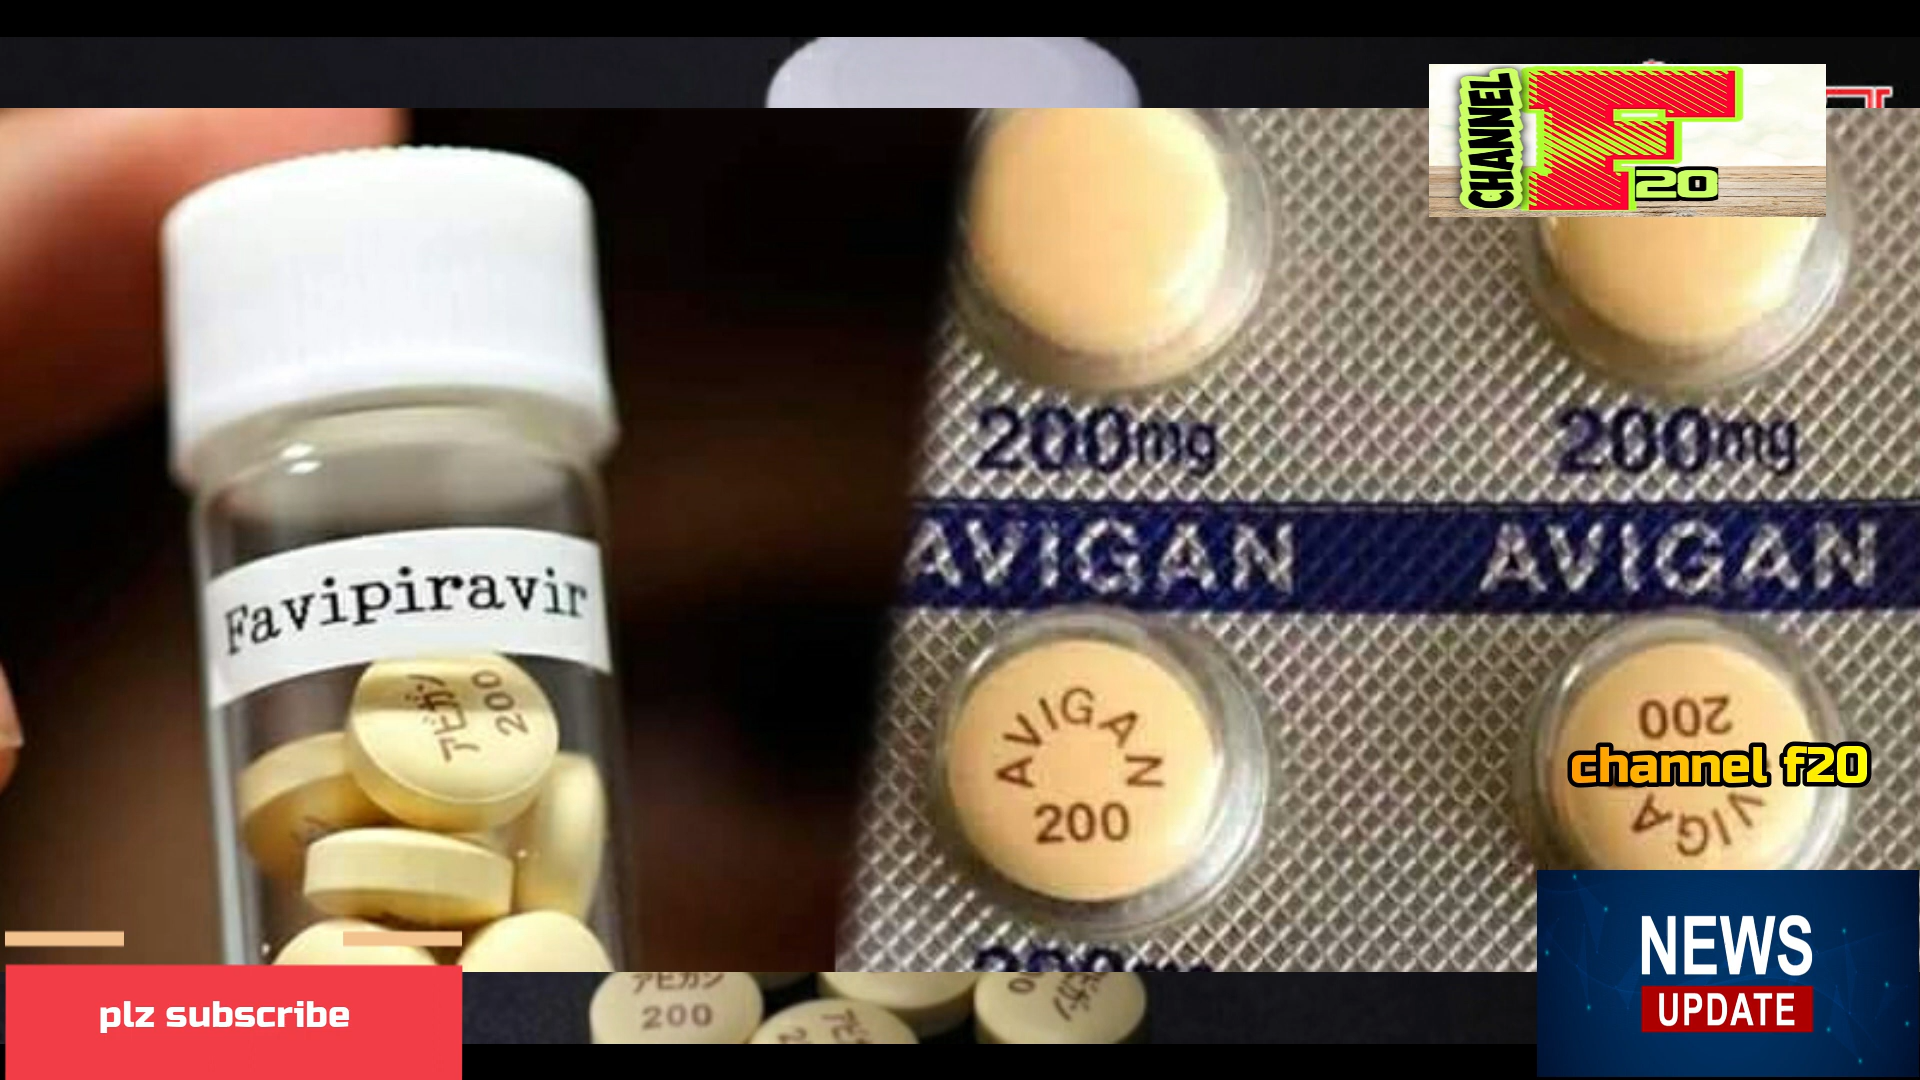 CHANNEL
F
20
200mg
200mg
AVIGAN
AVIGAN
Favipiravir
アビガン
200
AVIGAN
200
200
AVIGA
channel f20
NEWS
UPDATE
plz subscribe
アビガン
200